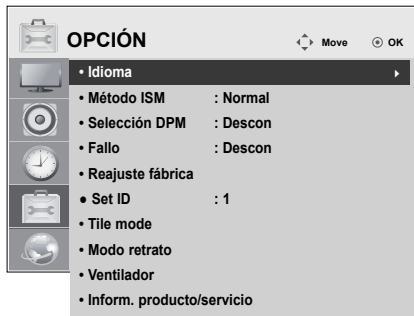 OPCIÓN Move OK
• Idioma
• Método ISM : Normal
• Selección DPM : Descon
• Fallo : Descon
• Reajuste fábrica
● Set ID : 1
• Tile mode
• Modo retrato
• Ventilador
• Inform. producto/servicio